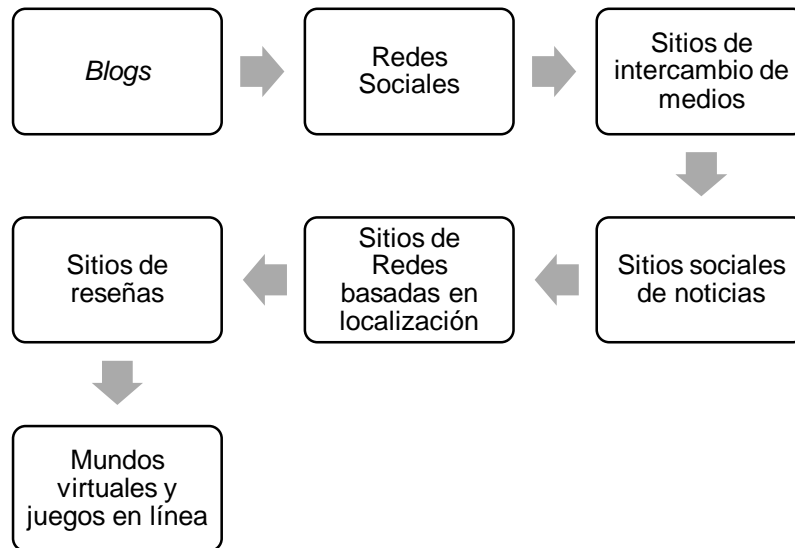 Blogs
Redes
Sociales
Sitios de
intercambio de
medios
Sitios sociales
de noticias
Sitios de
Redes
basadas en
localización
Sitios de
reseñas
Mundos
virtuales y
juegos en línea